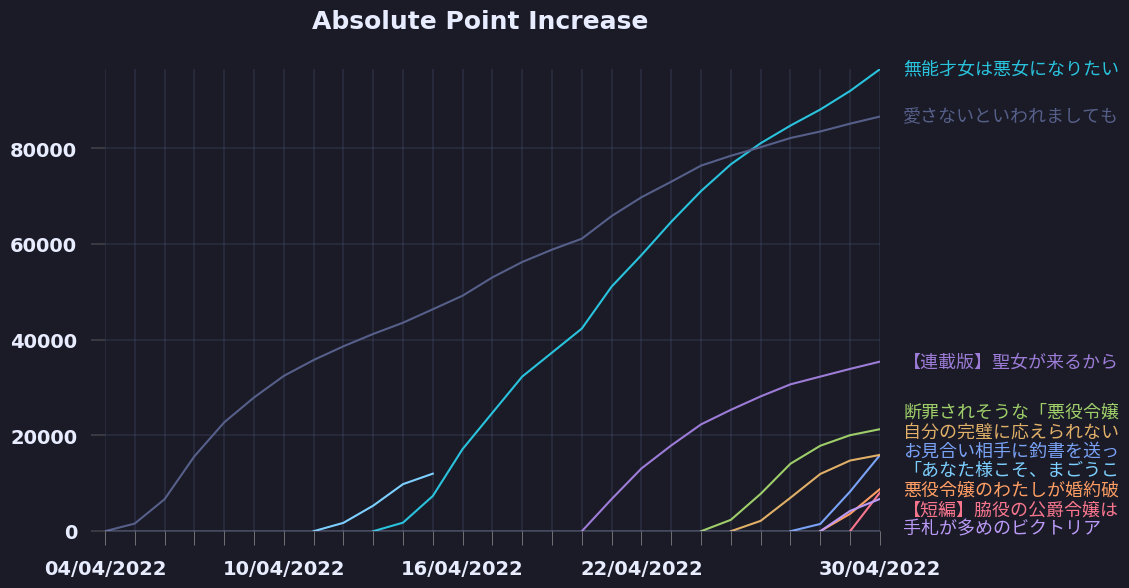 Absolute Point Increase
無能才女は悪女になりたい
愛さないといわれましても
80000
60000
40000
【連載版】聖女が来るから
断罪されそうな「悪役令嬢
20000
自分の完璧に応えられない
お見合い相手に釣書を送っ
「あなた様こそ、まごうこ
悪役令嬢のわたしが婚約破
【短編】脇役の公爵令嬢は
手札が多めのビクトリア
0
04/04/2022
10/04/2022
16/04/2022
22/04/2022
30/04/2022